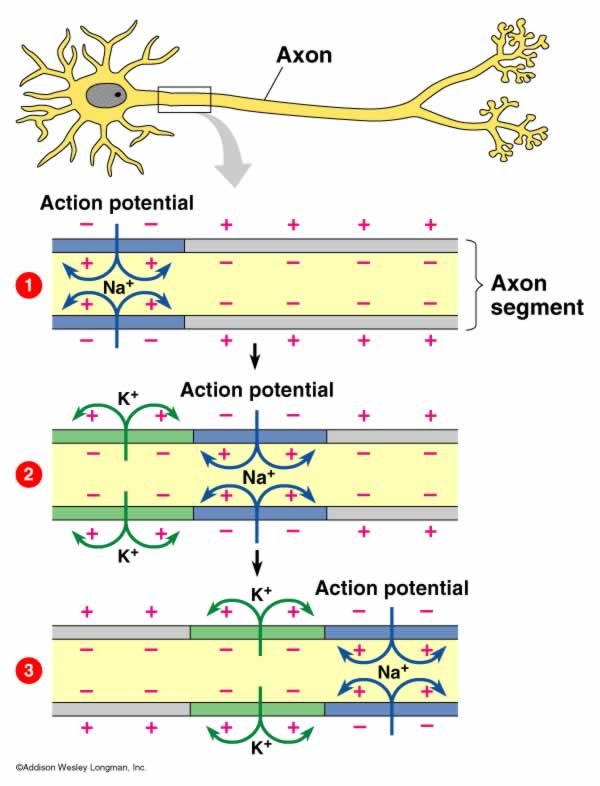 Axon
Action potential
− − + + + +
+ + − − − −
1
Na⁺
Axon
segment
+ + − − − −
− − + + + +
K⁺
Action potential
+ + − − + +
− − + + − −
2
Na⁺
− − + + − −
+ + − − + +
K⁺
Action potential
K⁺
+ + + + − −
− − − − + +
3
Na⁺
− − − − + +
+ + + + − −
K⁺
©Addison Wesley Longman, Inc.